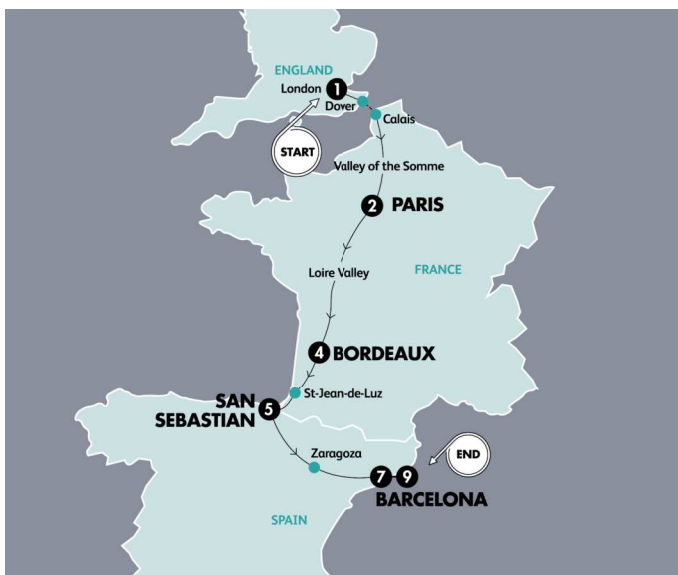 ENGLAND
London 1
Dover
Calais
START
Valley of the Somme
2 PARIS
Loire Valley
FRANCE
4 BORDEAUX
St-Jean-de-Luz
SAN
SEBASTIAN 5
Zaragoza
END
7 9
BARCELONA
SPAIN